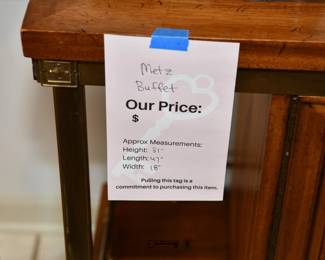 Metz
Buffet
Our Price:
$
Approx Measurements:
Height: 31"
Length: 47"
Width: 18"
Pulling this tag is a
commitment to purchasing this item.